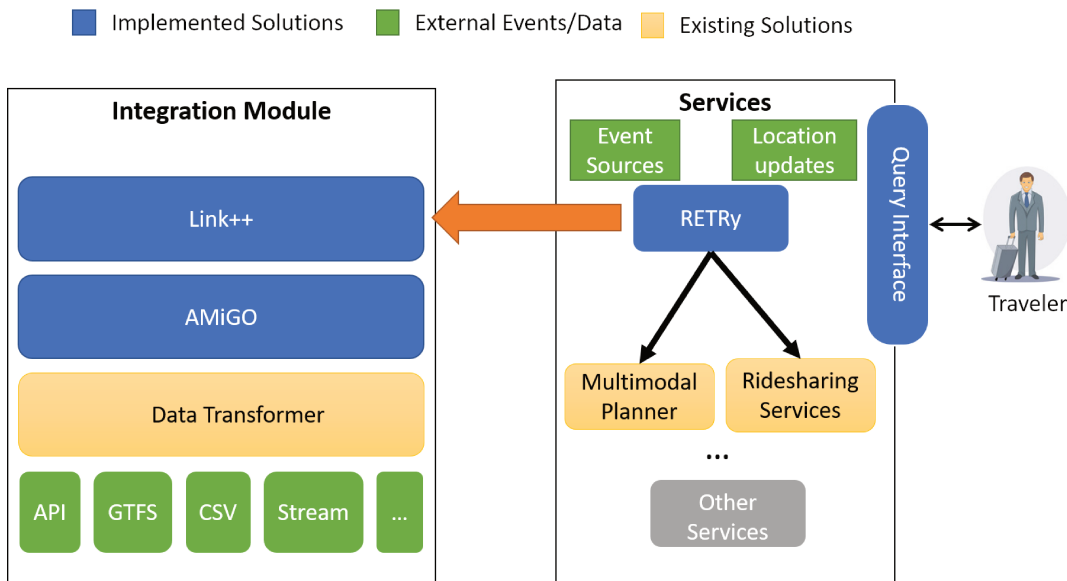 Implemented Solutions
External Events/Data
Existing Solutions
Integration Module
Link++
AMiGO
Data Transformer
API
GTFS
CSV
Stream
...
Services
Event
Sources
Location
updates
RETRy
Multimodal
Planner
Ridesharing
Services
...
Other
Services
Query Interface
Traveler